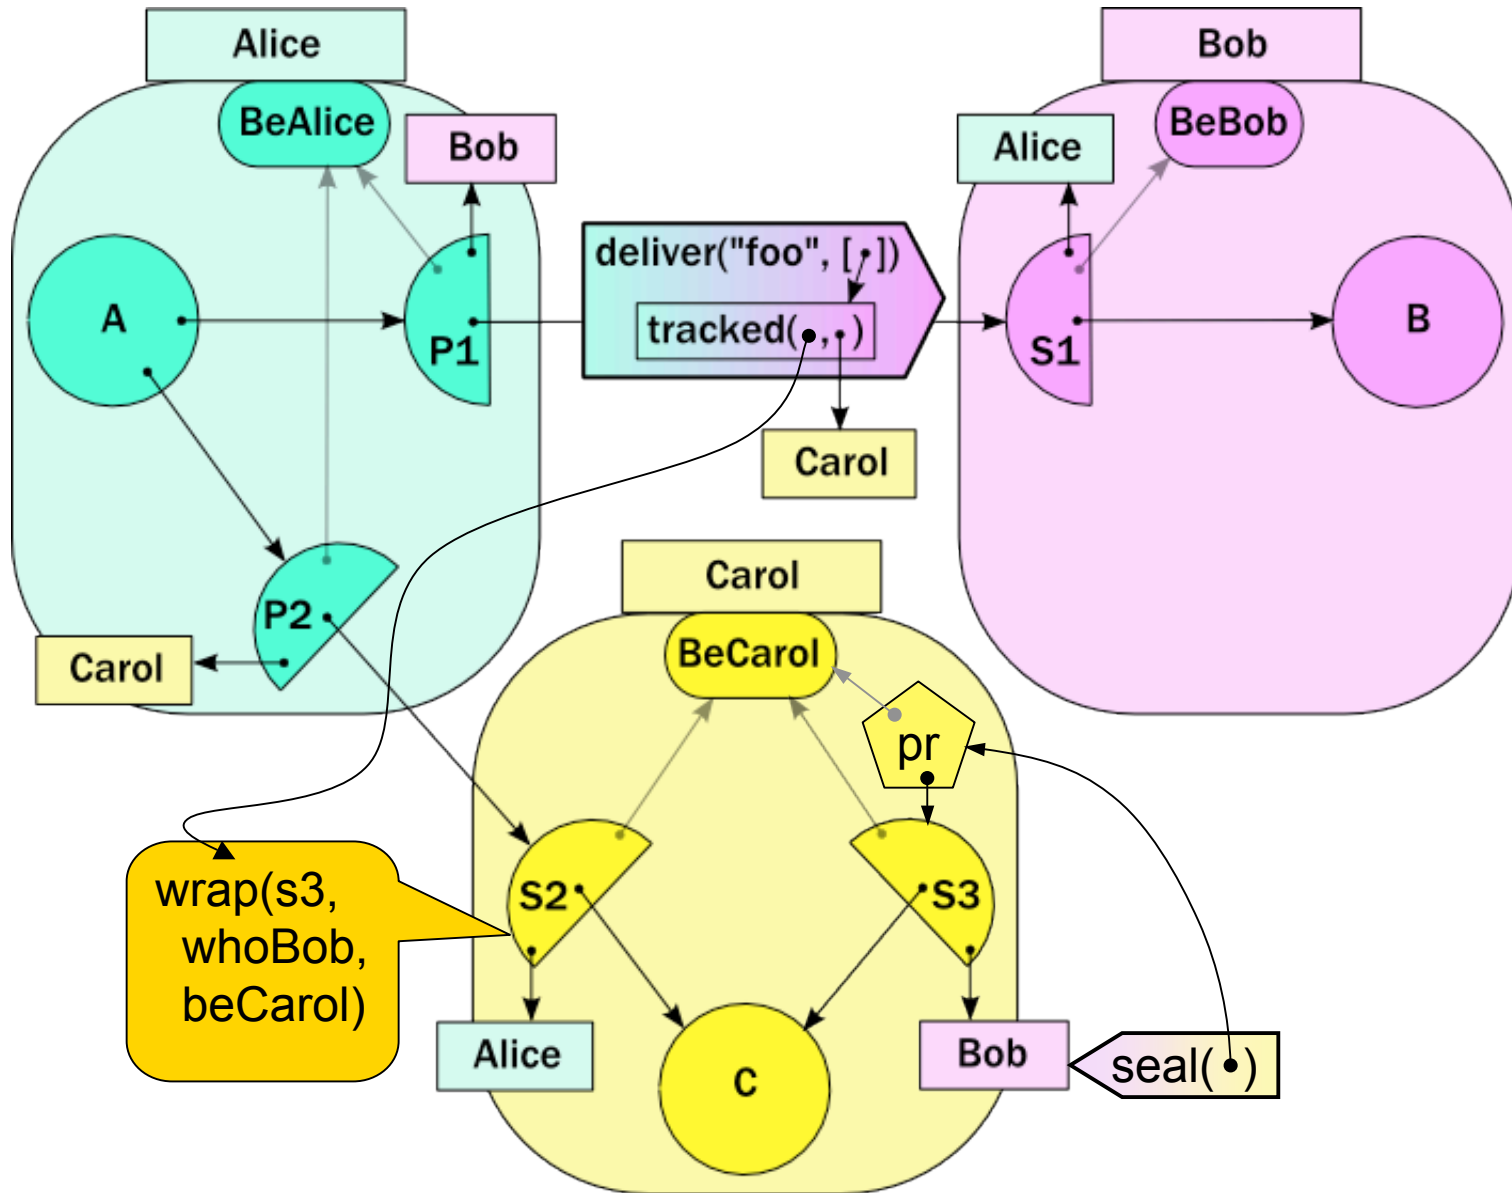 Alice
Bob
BeAlice
Bob
Alice
BeBob
deliver("foo", [ ])
A
P1
tracked( , )
S1
B
Carol
Carol
P2
Carol
BeCarol
pr
wrap(s3,
whoBob,
beCarol)
S2
S3
Alice
C
Bob
seal( )